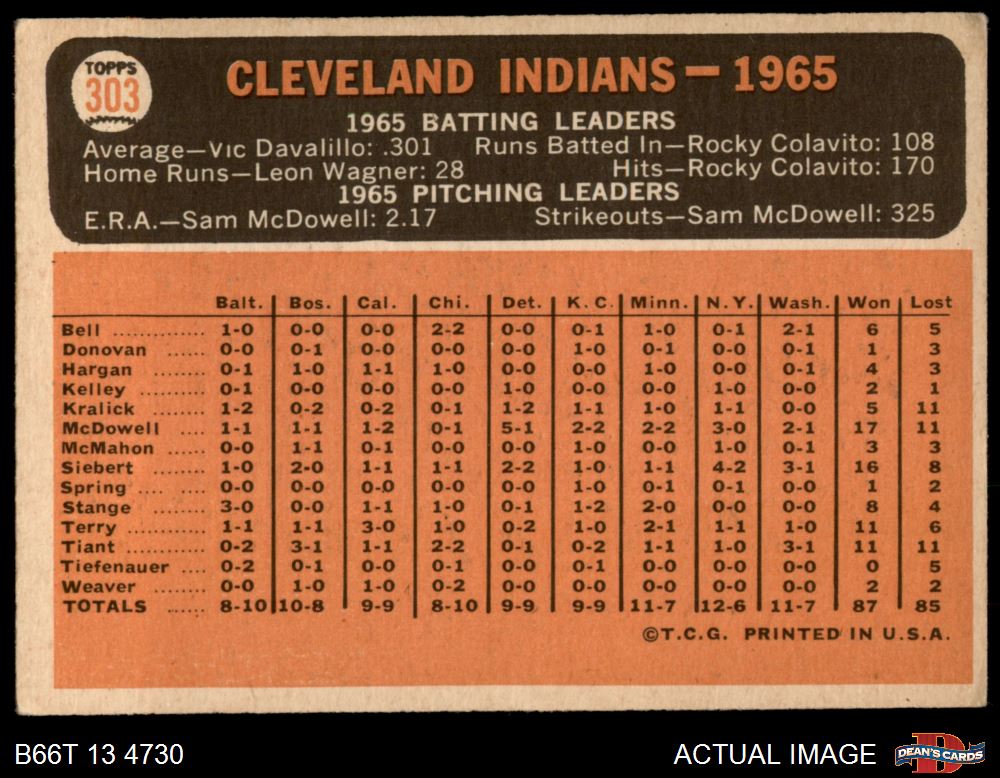 TOPPS
303
CLEVELAND INDIANS — 1965
1965 BATTING LEADERS
Average—Vic Davalillo: .301 Runs Batted In—Rocky Colavito: 108
Home Runs—Leon Wagner: 28 Hits—Rocky Colavito: 170
1965 PITCHING LEADERS
E.R.A.—Sam McDowell: 2.17 Strikeouts—Sam McDowell: 325
Balt. Bos. Cal. Chi. Det. K.C. Minn. N.Y. Wash. Won Lost
Bell ............. 1-0 0-0 0-0 2-2 0-0 0-1 1-0 0-1 2-1 6 5
Donovan ...... 0-0 0-1 0-0 0-0 0-0 1-0 0-1 0-0 0-1 1 3
Hargan ........ 0-1 1-0 1-1 1-0 0-0 1-0 0-0 0-0 0-1 4 3
Kelley .......... 0-1 0-0 0-0 0-0 1-0 0-0 0-0 1-0 0-0 2 1
Kralick ........ 1-2 0-2 0-2 0-1 1-2 1-1 1-0 1-1 0-0 5 11
McDowell .... 1-1 1-1 1-2 0-1 5-1 2-2 2-2 3-0 2-1 17 11
McMahon .... 0-0 1-1 0-1 1-0 0-0 1-0 0-0 0-0 0-1 3 3
Siebert ........ 1-0 2-0 1-1 1-1 2-2 1-0 1-1 4-2 3-1 16 8
Spring .... .... 0-0 0-0 0-0 0-0 0-0 1-0 0-1 0-1 0-0 1 2
Stange ........ 3-0 0-0 1-1 1-0 0-1 1-2 2-0 0-0 0-0 8 4
Terry ........... 1-1 1-1 3-0 1-0 0-2 1-0 2-1 1-1 1-0 11 6
Tiant ........... 0-2 3-1 1-1 2-2 0-1 0-2 1-1 1-0 3-1 11 11
Tiefenauer .... 0-2 0-1 0-0 0-1 0-0 0-1 0-0 0-0 0-0 0 5
Weaver ........ 0-0 1-0 1-0 0-2 0-0 0-0 0-0 0-0 0-0 2 2
TOTALS ...... 8-10 10-8 9-9 8-10 9-9 9-9 11-7 12-6 11-7 87 85
©T.C.G. PRINTED IN U.S.A.
B66T 13 4730 ACTUAL IMAGE
D
DEAN'S CARDS